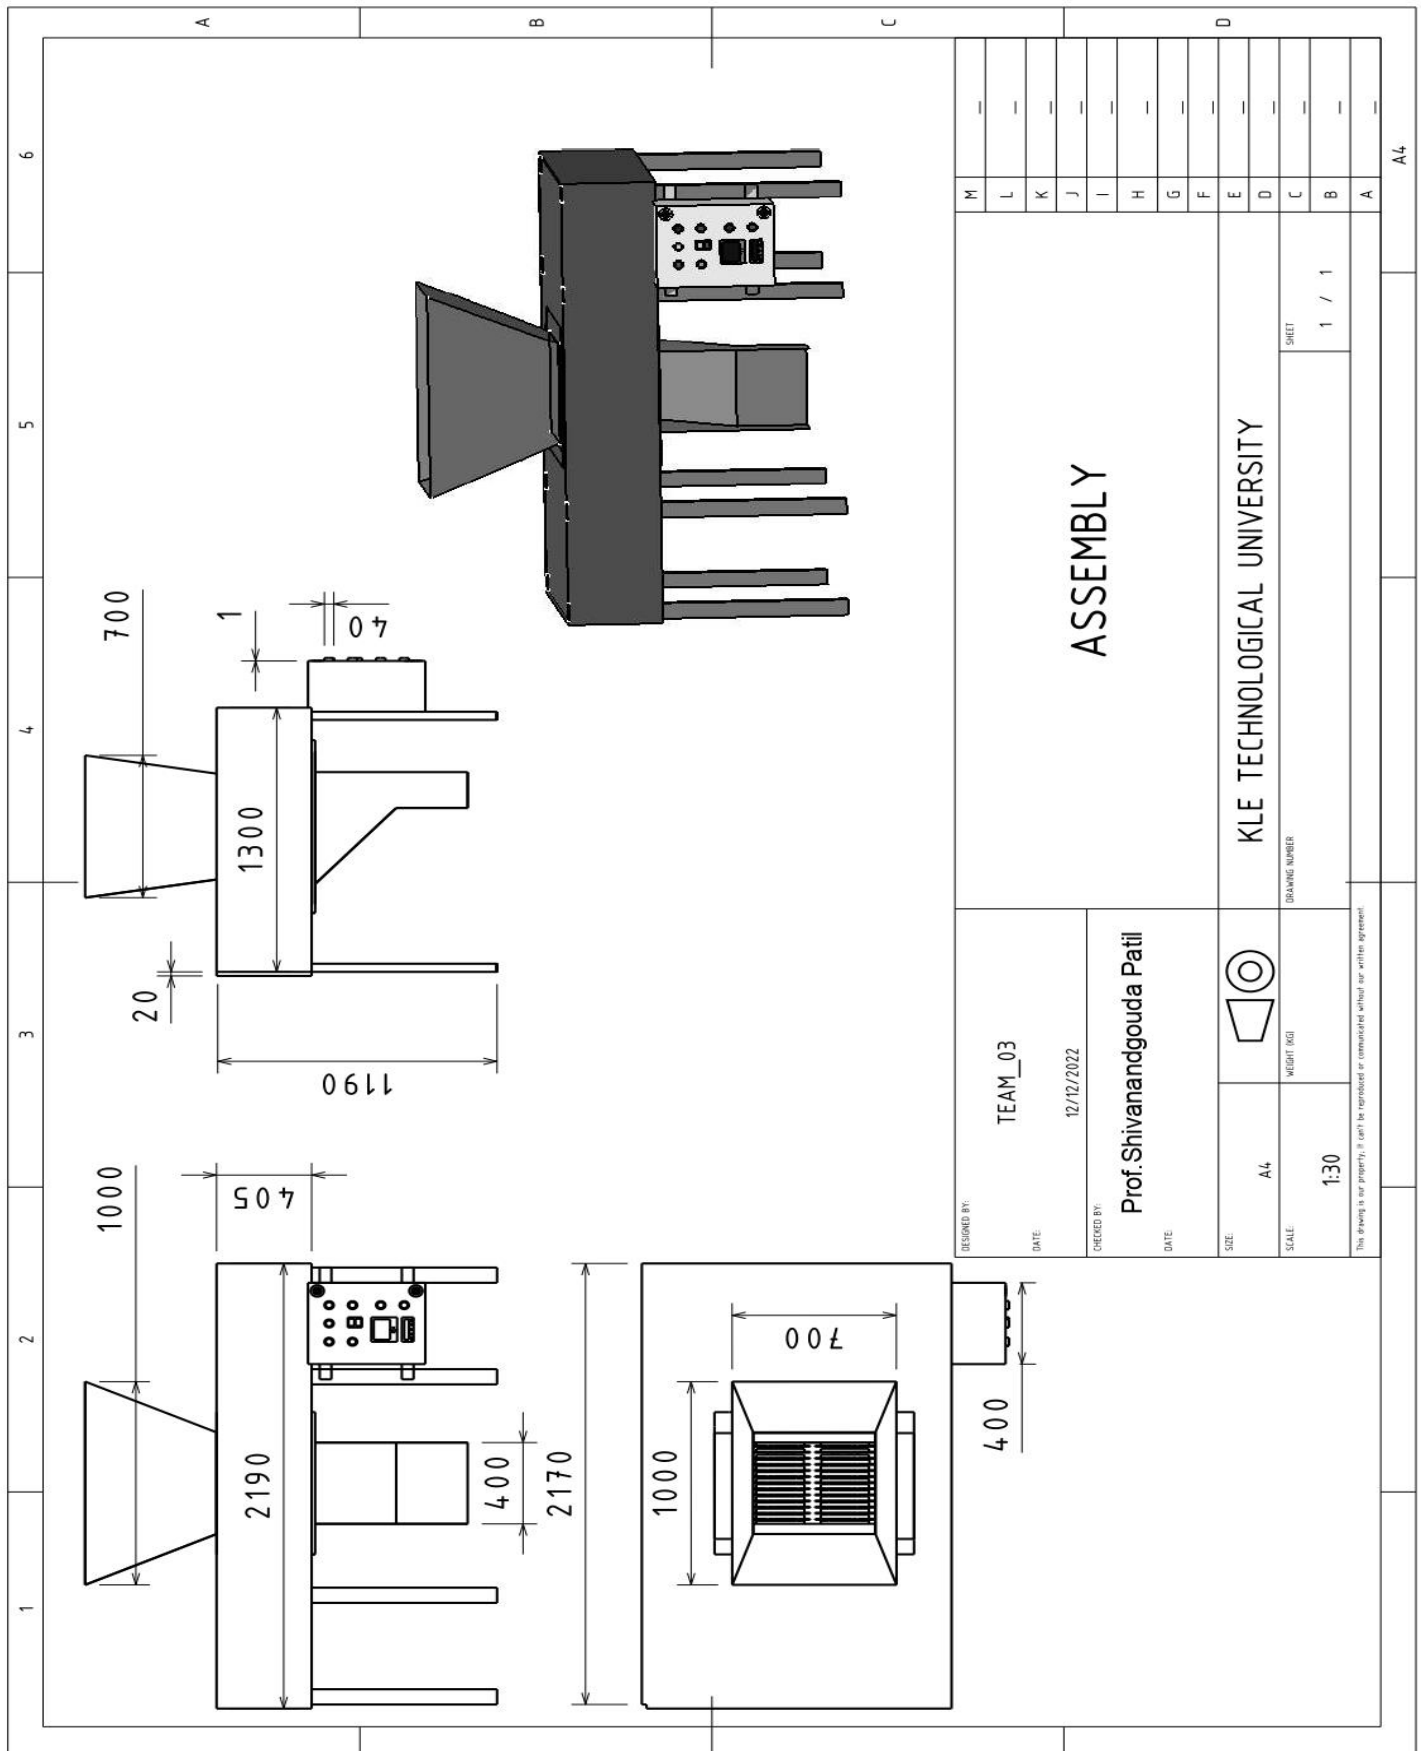 A
B
C
D
6
5
4
3
2
1
700
1
40
1300
20
1190
1000
405
2190
400
2170
700
1000
400
M —
L —
K —
J —
I —
H —
G —
F —
E —
D —
C —
B —
A —
A4
ASSEMBLY
KLE TECHNOLOGICAL UNIVERSITY
DRAWING NUMBER
SHEET
1 / 1
DESIGNED BY:
TEAM_03
DATE:
12/12/2022
CHECKED BY:
Prof.Shivanandgouda Patil
DATE:
SIZE:
A4
SCALE:
1:30
WEIGHT (KG)
This drawing is our property; it can't be reproduced or communicated without our written agreement.